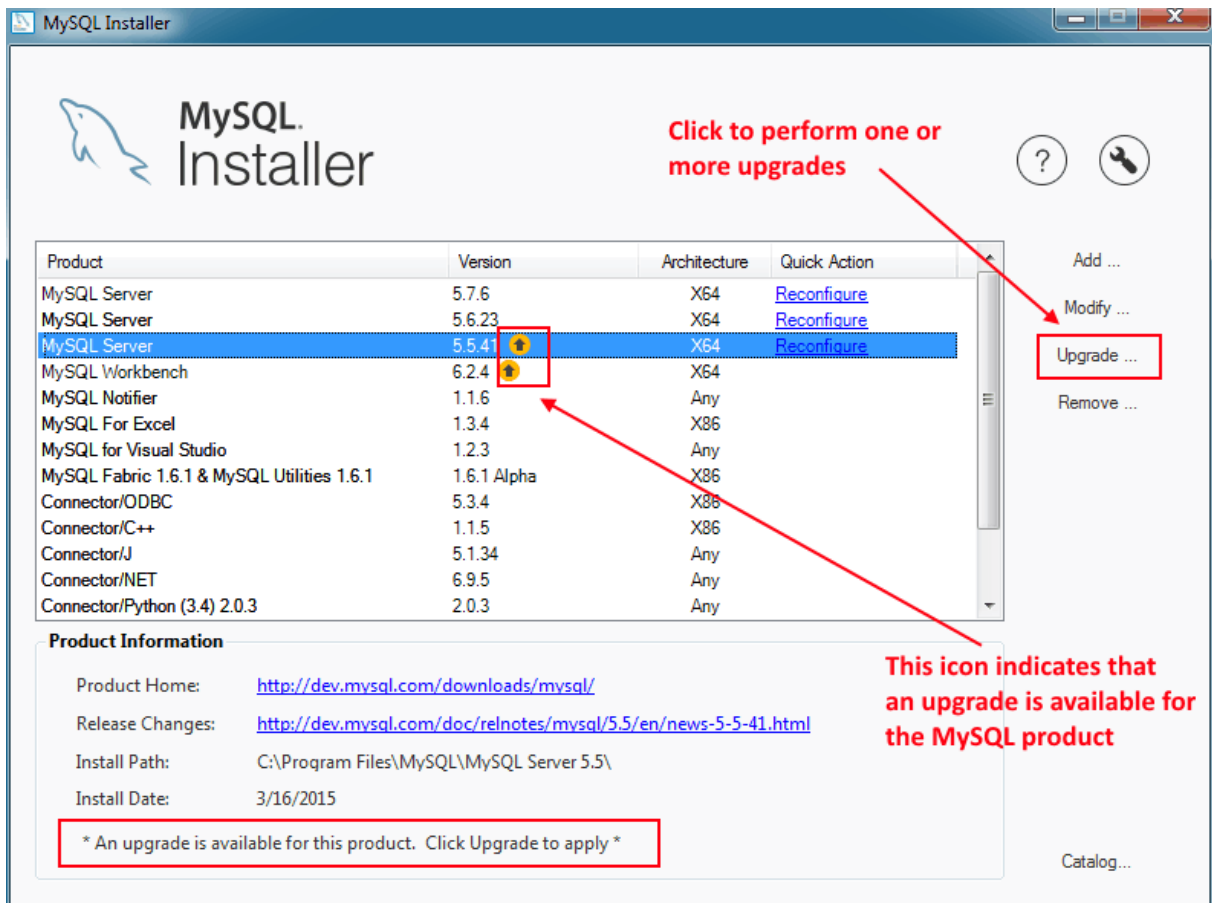 MySQL Installer
MySQL.
Installer
Click to perform one or
more upgrades
?
Product Version Architecture Quick Action
MySQL Server 5.7.6 X64 Reconfigure
MySQL Server 5.6.23 X64 Reconfigure
MySQL Server 5.5.41 X64 Reconfigure
MySQL Workbench 6.2.4 X64
MySQL Notifier 1.1.6 Any
MySQL For Excel 1.3.4 X86
MySQL for Visual Studio 1.2.3 Any
MySQL Fabric 1.6.1 & MySQL Utilities 1.6.1 1.6.1 Alpha X86
Connector/ODBC 5.3.4 X86
Connector/C++ 1.1.5 X86
Connector/J 5.1.34 Any
Connector/NET 6.9.5 Any
Connector/Python (3.4) 2.0.3 2.0.3 Any
Add ...
Modify ...
Upgrade ...
Remove ...
Product Information
Product Home: http://dev.mysql.com/downloads/mysql/
Release Changes: http://dev.mysql.com/doc/relnotes/mysql/5.5/en/news-5-5-41.html
Install Path: C:\Program Files\MySQL\MySQL Server 5.5\
Install Date: 3/16/2015
* An upgrade is available for this product. Click Upgrade to apply *
This icon indicates that
an upgrade is available for
the MySQL product
Catalog...